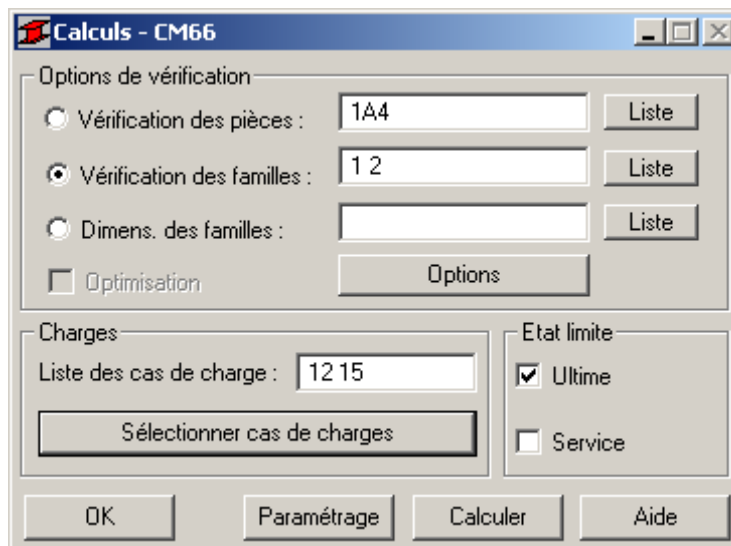 Calculs - CM66
Options de vérification
Vérification des pièces : 1A4 Liste
Vérification des familles : 1 2 Liste
Dimens. des familles : Liste
Optimisation Options
Charges
Liste des cas de charge : 12 15
Sélectionner cas de charges
Etat limite
Ultime
Service
OK Paramétrage Calculer Aide